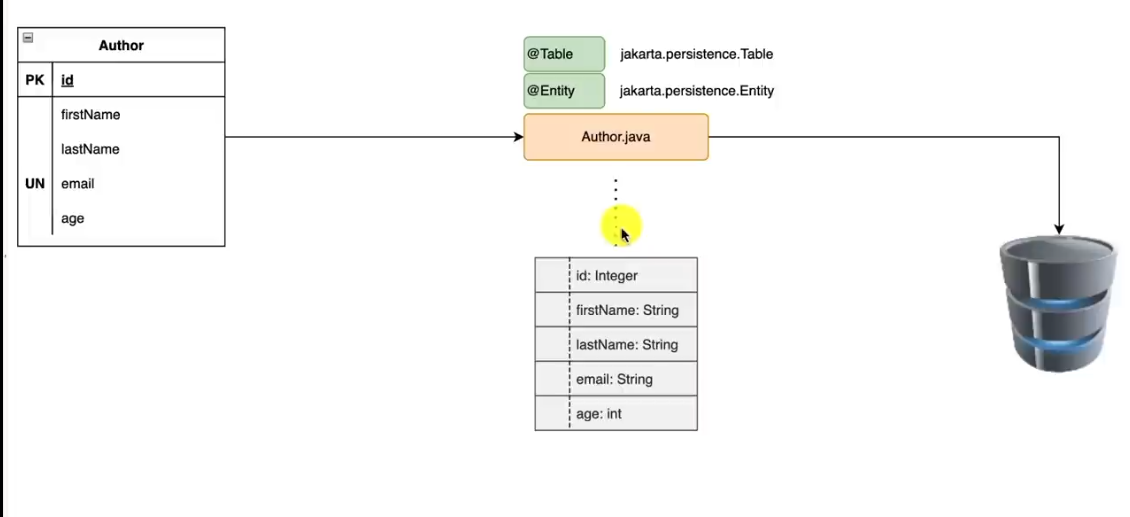 Author
PK id
firstName
lastName
UN email
age
@Table jakarta.persistence.Table
@Entity jakarta.persistence.Entity
Author.java
id: Integer
firstName: String
lastName: String
email: String
age: int